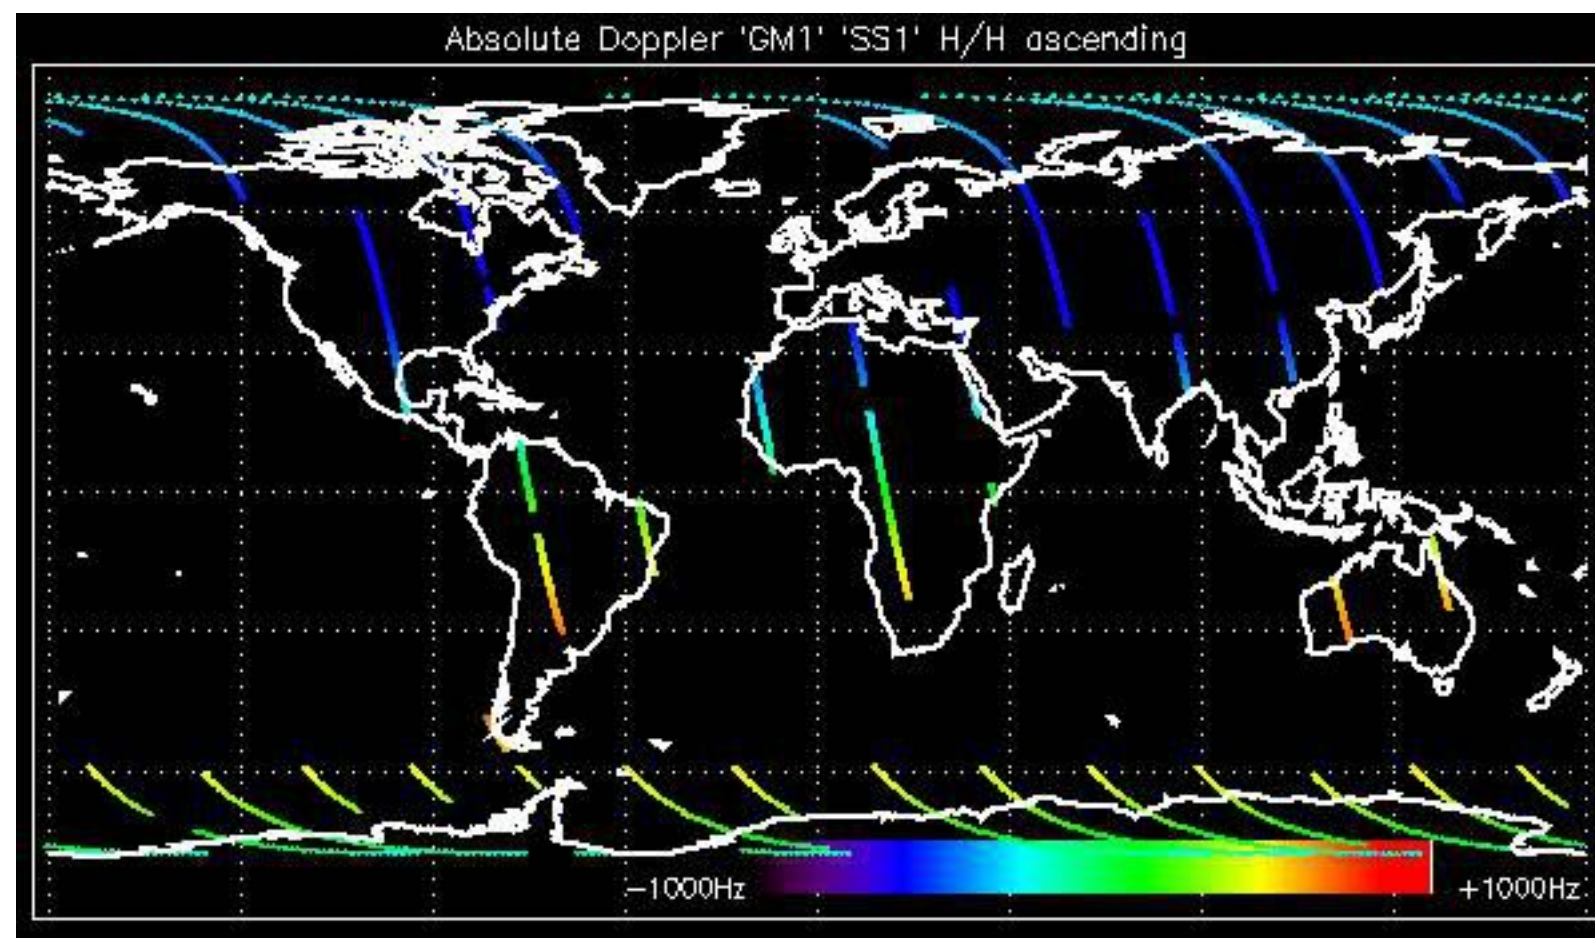 Absolute Doppler 'GM1' 'SS1' H/H ascending
-1000Hz
+1000Hz